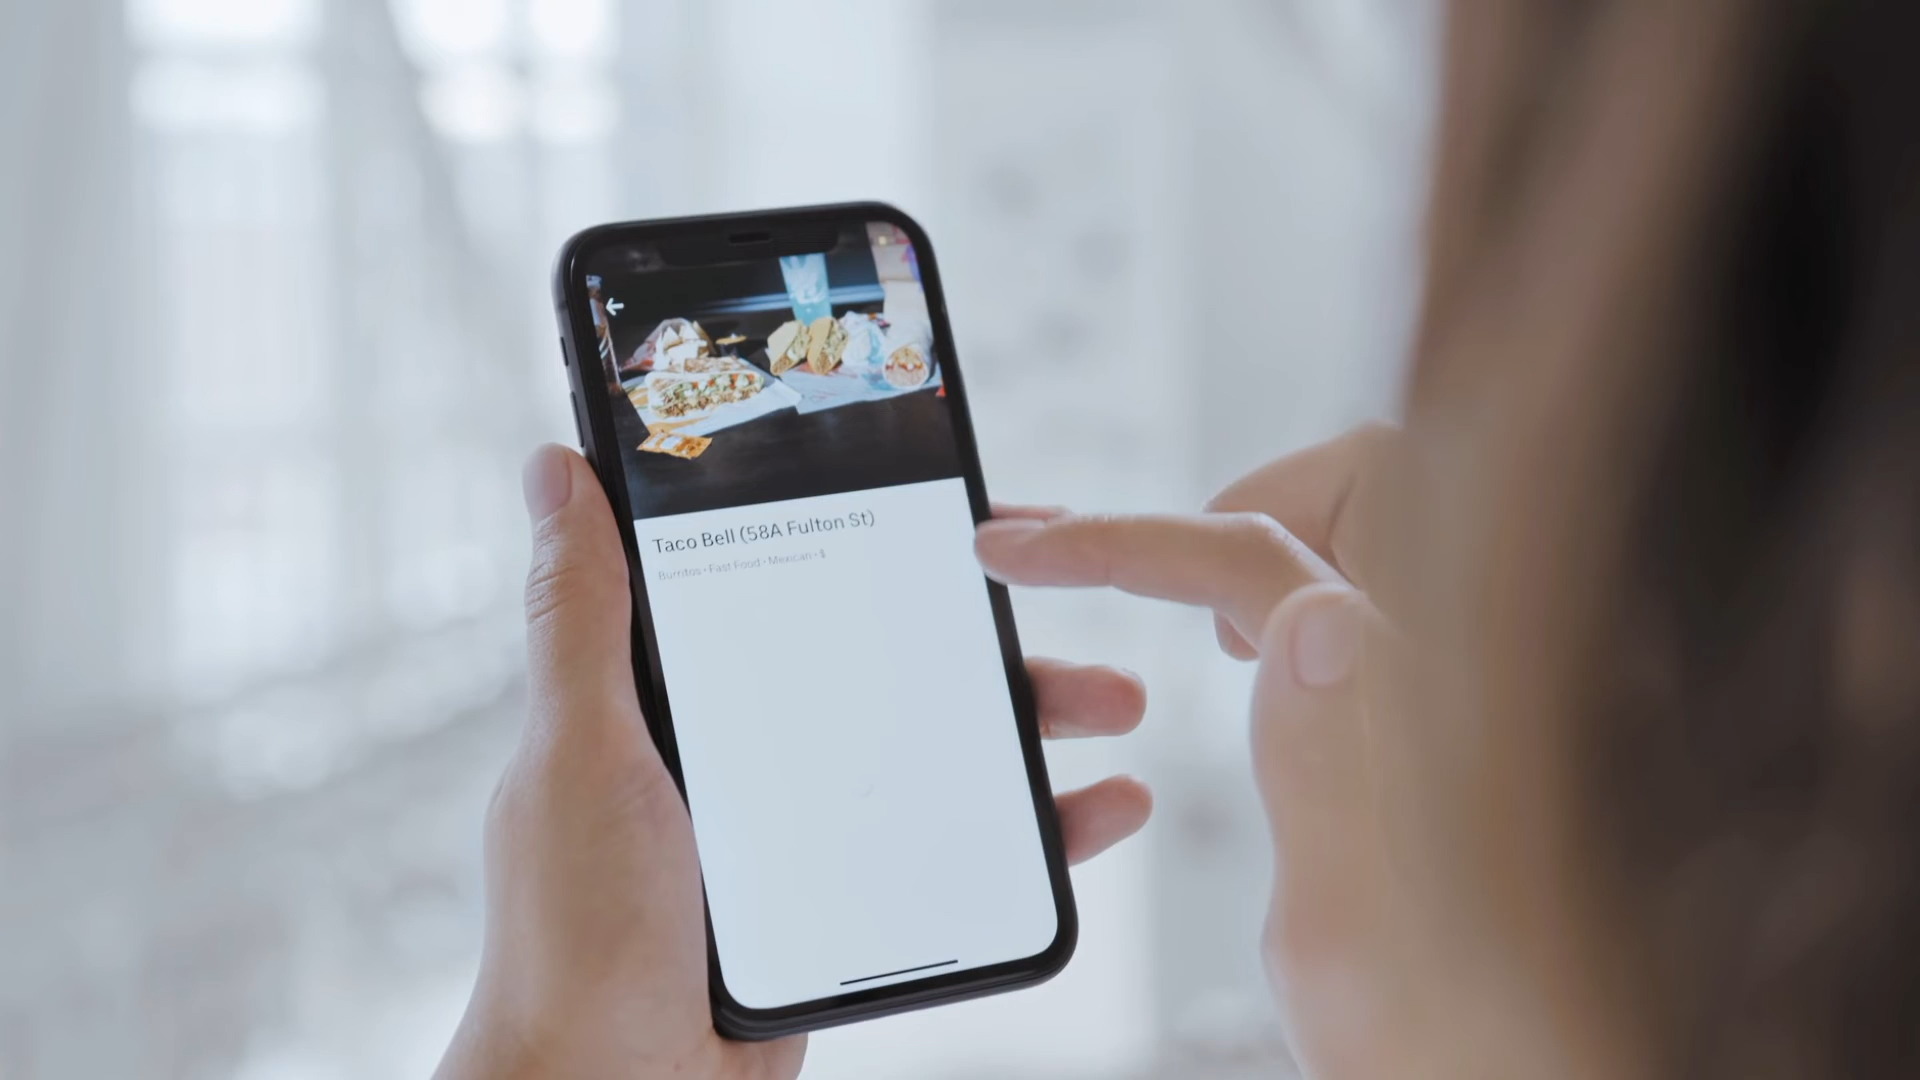 Taco Bell (58A Fulton St)
Burritos • Fast Food • Mexican • $